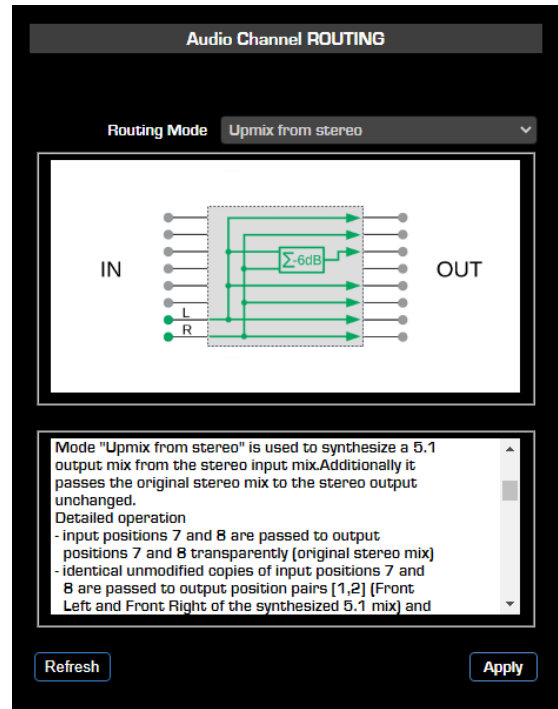 Audio Channel ROUTING
Routing Mode Upmix from stereo
IN
L
R
Σ-6dB
OUT
Mode "Upmix from stereo" is used to synthesize a 5.1
output mix from the stereo input mix.Additionally it
passes the original stereo mix to the stereo output
unchanged.
Detailed operation
- input positions 7 and 8 are passed to output
positions 7 and 8 transparently (original stereo mix)
- identical unmodified copies of input positions 7 and
8 are passed to output position pairs [1,2] (Front
Left and Front Right of the synthesized 5.1 mix) and
Refresh
Apply